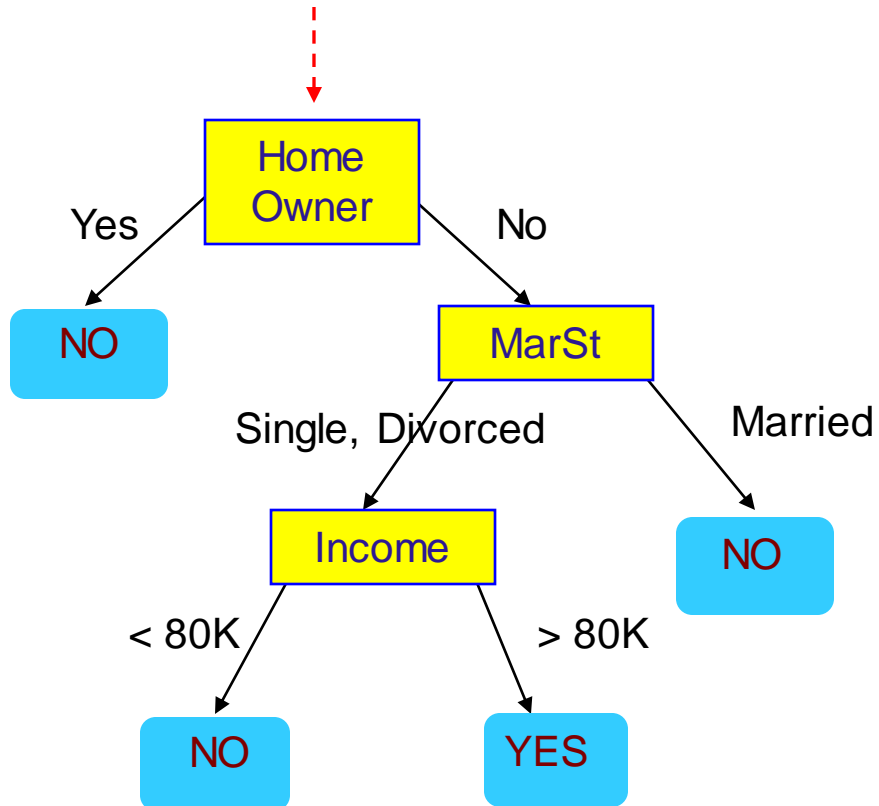 Home
Owner
Yes
No
NO
MarSt
Single, Divorced
Married
Income
NO
< 80K
> 80K
NO
YES